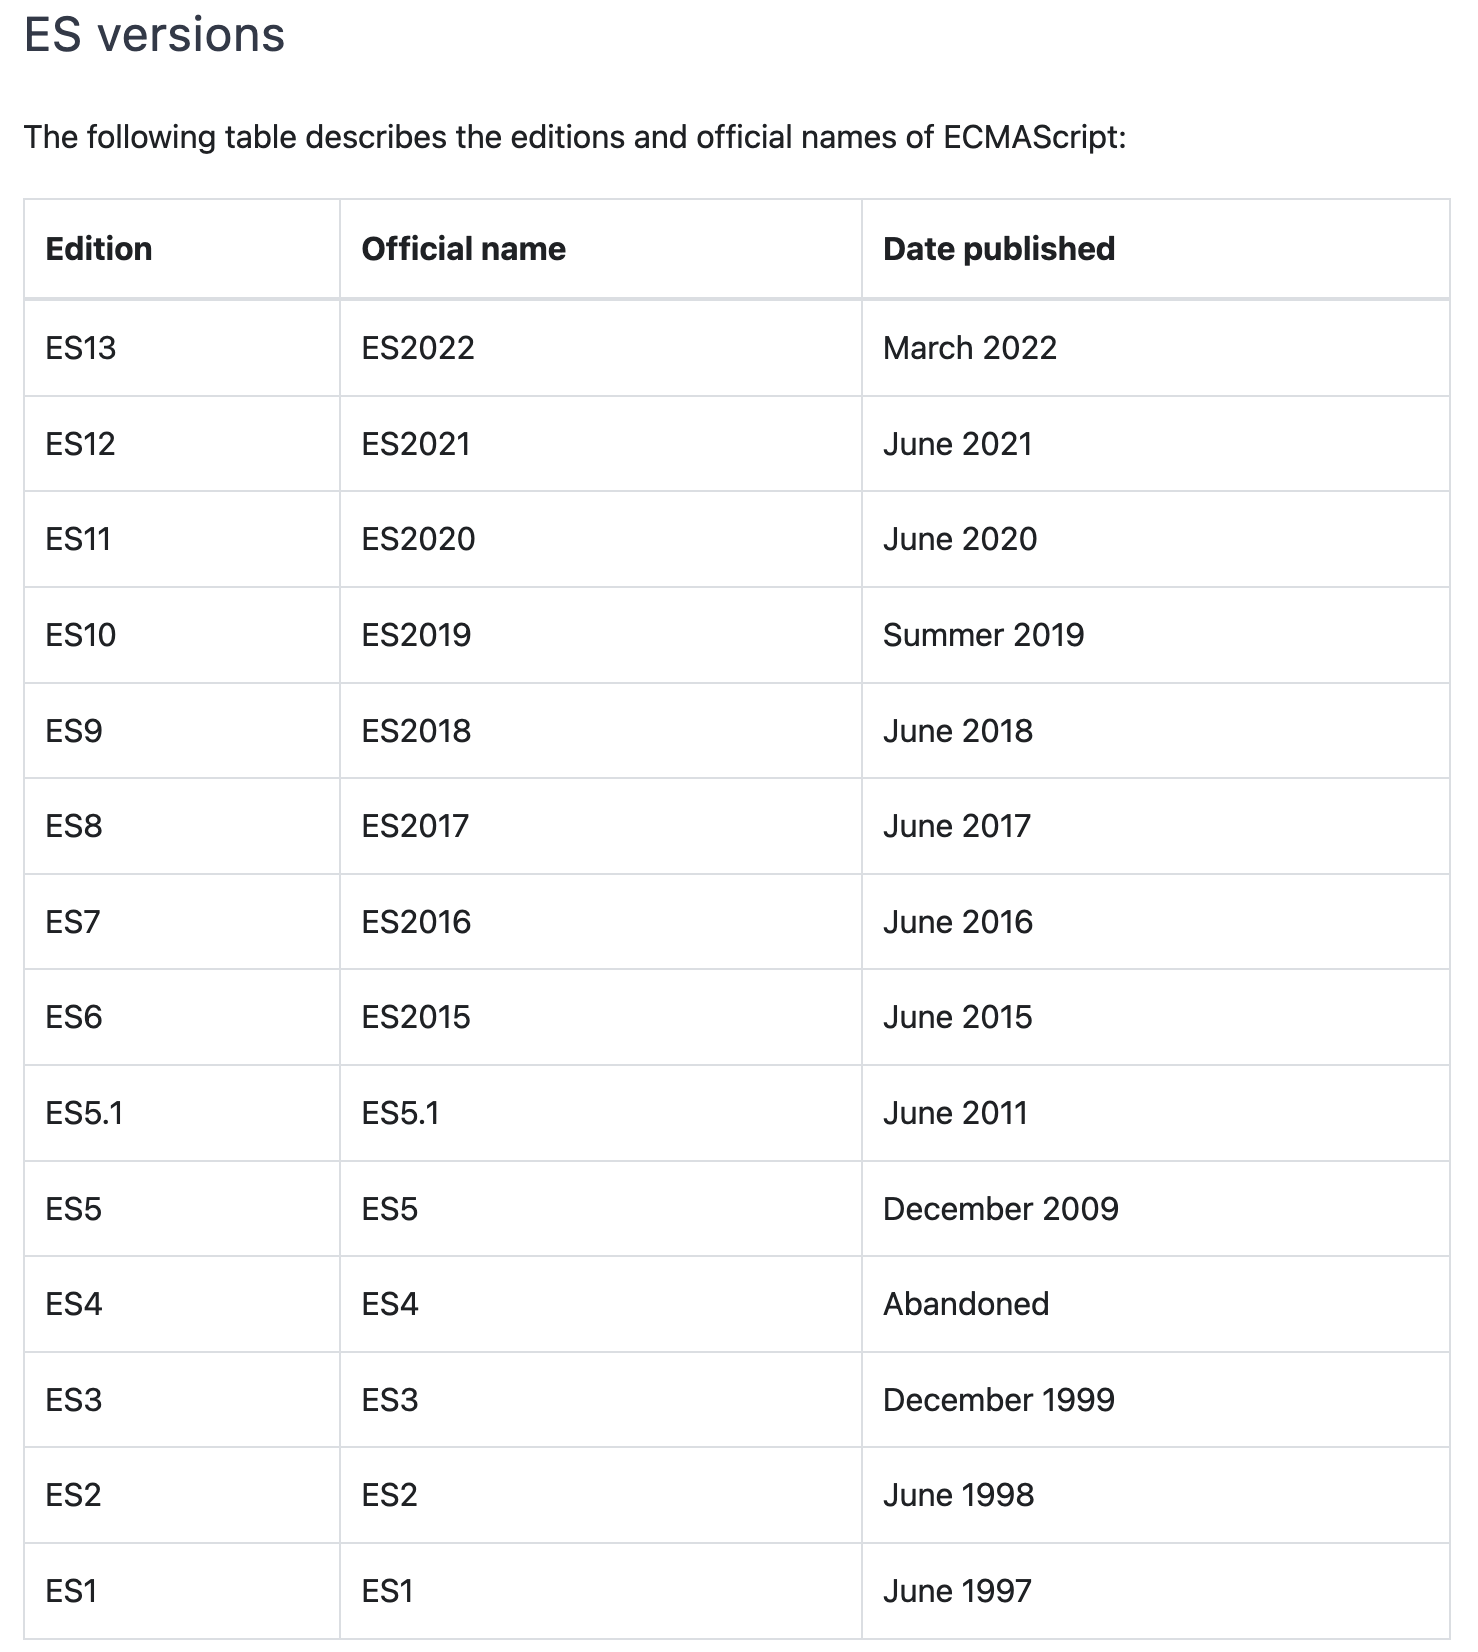 ES versions
The following table describes the editions and official names of ECMAScript:
Edition Official name Date published
ES13 ES2022 March 2022
ES12 ES2021 June 2021
ES11 ES2020 June 2020
ES10 ES2019 Summer 2019
ES9 ES2018 June 2018
ES8 ES2017 June 2017
ES7 ES2016 June 2016
ES6 ES2015 June 2015
ES5.1 ES5.1 June 2011
ES5 ES5 December 2009
ES4 ES4 Abandoned
ES3 ES3 December 1999
ES2 ES2 June 1998
ES1 ES1 June 1997